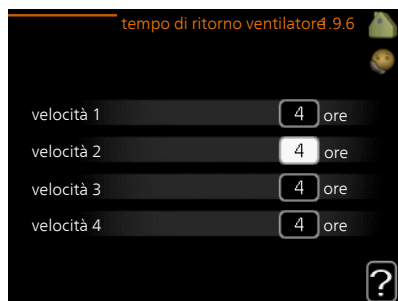 tempo di ritorno ventilatore 1.9.6
velocità 1 4 ore
velocità 2 4 ore
velocità 3 4 ore
velocità 4 4 ore
?